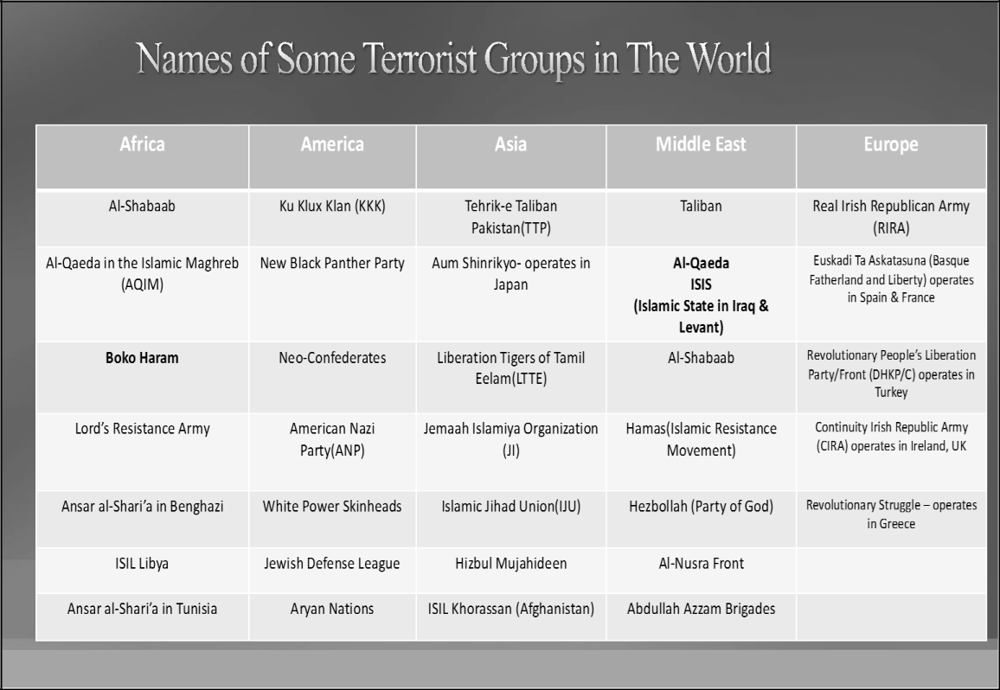 Names of Some Terrorist Groups in The World
Africa
America
Asia
Middle East
Europe
Al-Shabaab
Ku Klux Klan (KKK)
Tehrik-e Taliban
Pakistan(TTP)
Taliban
Real Irish Republican Army
(RIRA)
Al-Qaeda in the Islamic Maghreb
(AQIM)
New Black Panther Party
Aum Shinrikyo- operates in
Japan
Al-Qaeda
ISIS
(Islamic State in Iraq &
Levant)
Euskadi Ta Askatasuna (Basque
Fatherland and Liberty) operates
in Spain & France
Boko Haram
Neo-Confederates
Liberation Tigers of Tamil
Eelam(LTTE)
Al-Shabaab
Revolutionary People’s Liberation
Party/Front (DHKP/C) operates in
Turkey
Lord’s Resistance Army
American Nazi
Party(ANP)
Jemaah Islamiya Organization
(JI)
Hamas(Islamic Resistance
Movement)
Continuity Irish Republic Army
(CIRA) operates in Ireland, UK
Ansar al-Shari’a in Benghazi
White Power Skinheads
Islamic Jihad Union(IJU)
Hezbollah (Party of God)
Revolutionary Struggle – operates
in Greece
ISIL Libya
Jewish Defense League
Hizbul Mujahideen
Al-Nusra Front
Ansar al-Shari’a in Tunisia
Aryan Nations
ISIL Khorassan (Afghanistan)
Abdullah Azzam Brigades